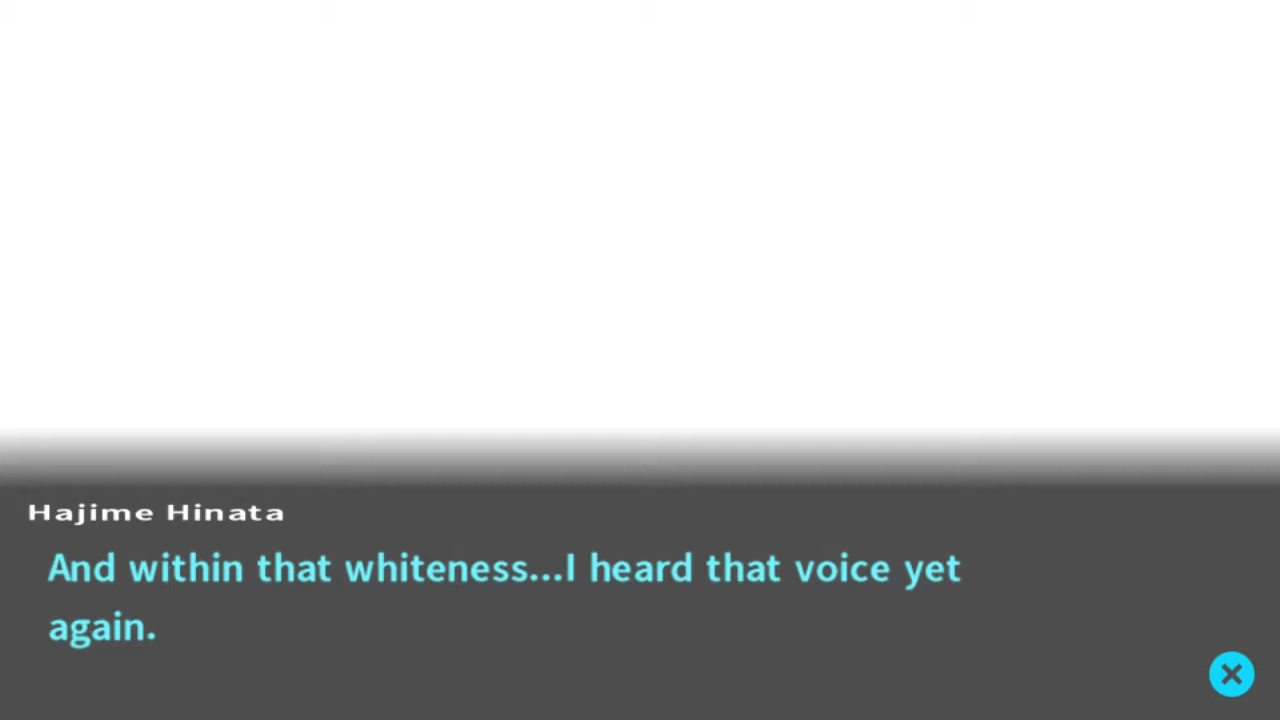 Hajime Hinata
And within that whiteness...I heard that voice yet
again.